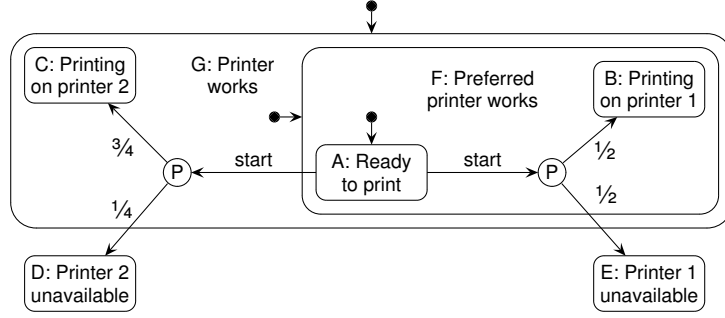 C: Printing
on printer 2
G: Printer
works
F: Preferred
printer works
B: Printing
on printer 1
¾
P
start
A: Ready
to print
start
P
½
¼
½
D: Printer 2
unavailable
E: Printer 1
unavailable